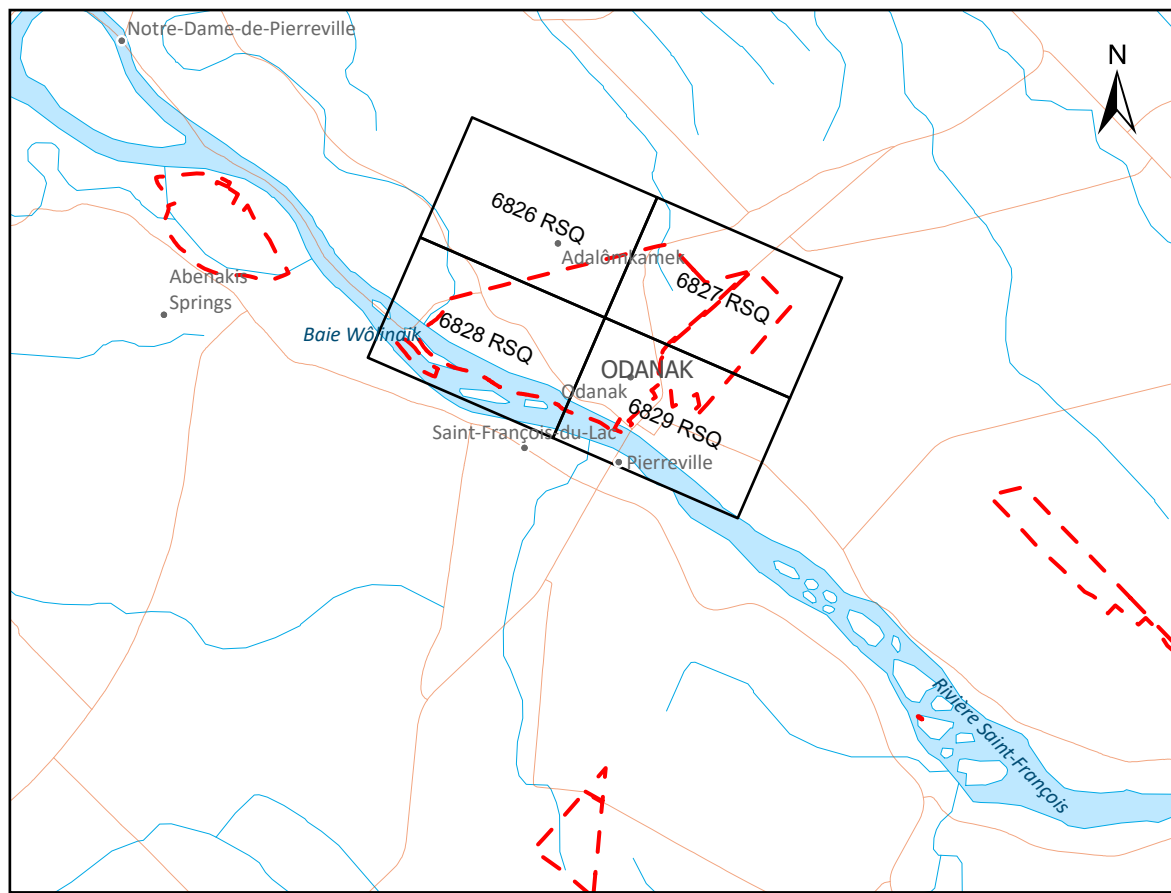 Notre-Dame-de-Pierreville
N
6826 RSQ
Adalômkamek
Abenakis
Springs
6827 RSQ
Baie Wôlinaïk
6828 RSQ
ODANAK
Odanak
6829 RSQ
Saint-François-du-Lac
Pierreville
Rivière Saint-François